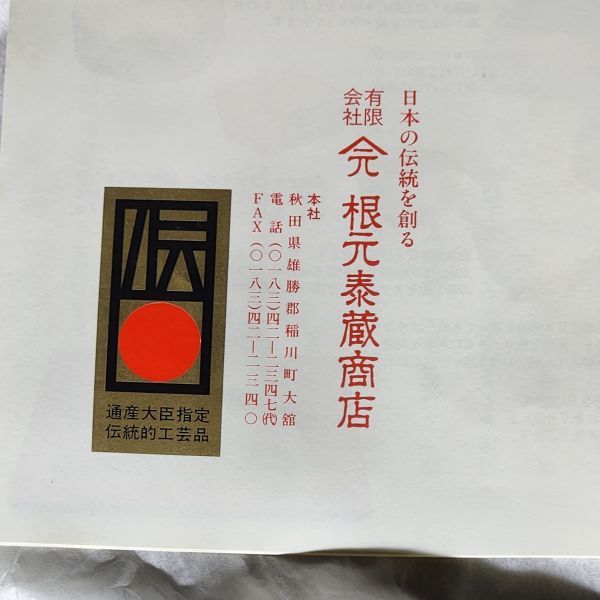 日本の伝統を創る
有限
会社
元 根元泰蔵商店
本社
秋田県雄勝郡稲川町大舘
電話(〇一八三)四二―二三四七(代)
FAX(〇一八三)四二―二三四〇
伝
通産大臣指定
伝統的工芸品